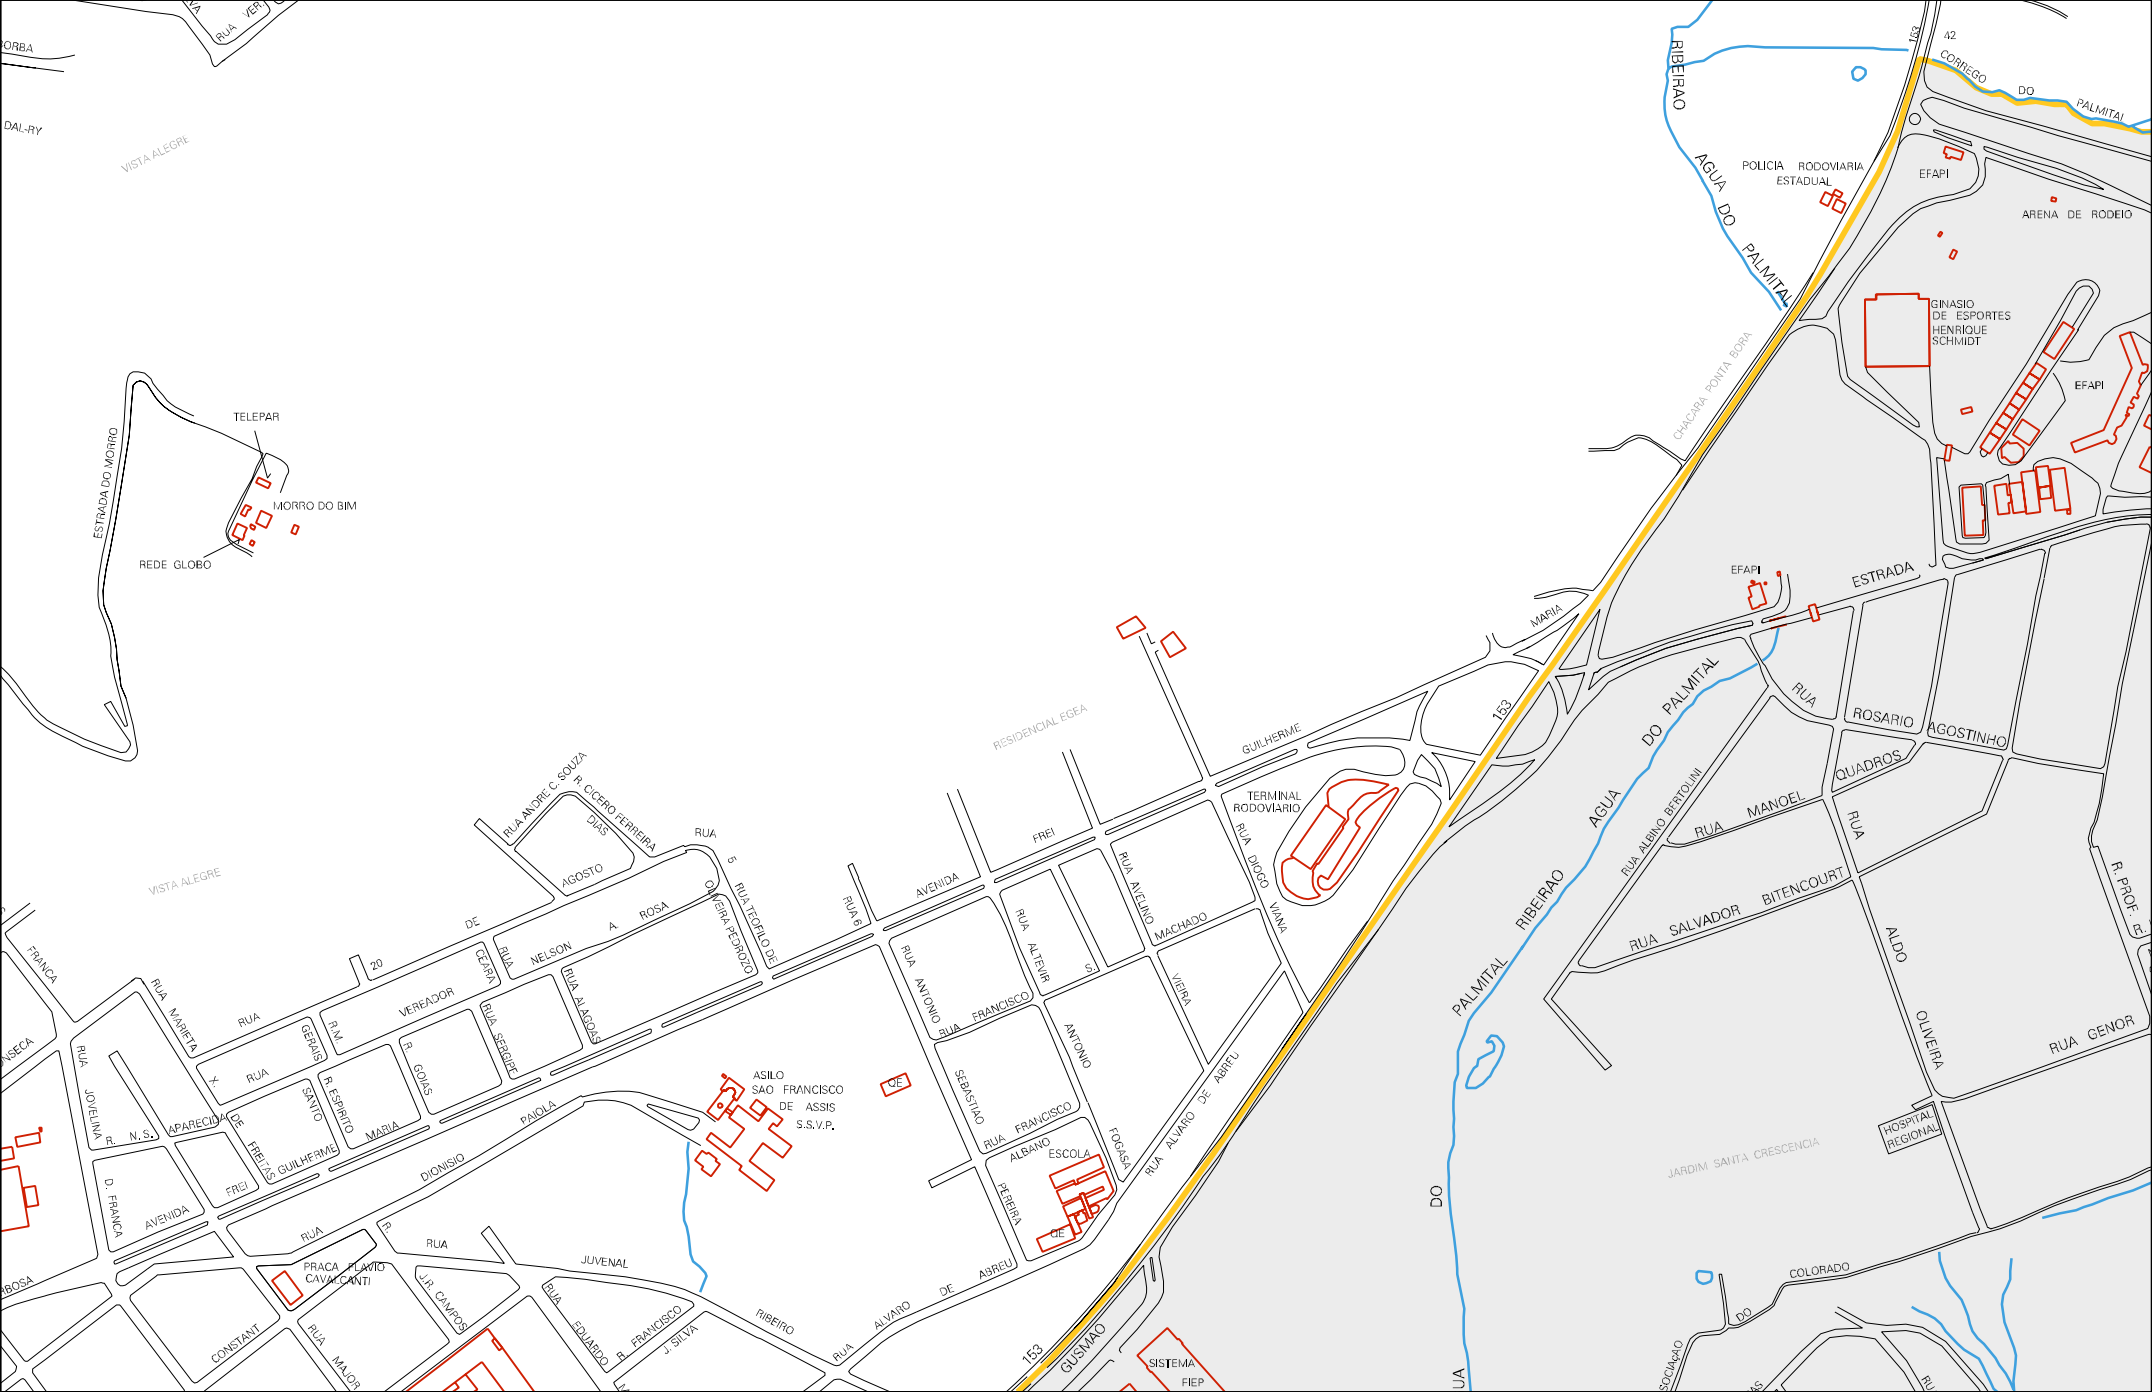 RUA VER.
BORBA
DAL-RY
VISTA ALEGRE
153
42
CORREGO DO PALMITAL
RIBEIRAO AGUA DO PALMITAL
POLICIA RODOVIARIA
ESTADUAL
EFAPI
ARENA DE RODEIO
GINASIO
DE ESPORTES
HENRIQUE
SCHMIDT
EFAPI
CHACARA PONTA BORA
TELEPAR
ESTRADA DO MORRO
MORRO DO BIM
REDE GLOBO
EFAPI
ESTRADA
MARIA
153
RESIDENCIAL EGEA
GUILHERME
FREI
AVENIDA
TERMINAL
RODOVIARIO
RUA ROSARIO AGOSTINHO
QUADROS
MANOEL
RUA
RUA ALBINO BERTOLINI
RUA SALVADOR BITENCOURT
RUA ALDO OLIVEIRA
R. PROF.
R.
RUA GENOR
HOSPITAL
REGIONAL
JARDIM SANTA CRESCENCIA
COLORADO
DO
SOCIAÇAO
RIBEIRAO AGUA DO PALMITAL
PALMITAL
DO
UA
RUA ANDRE C. SOUZA
R. CICERO FERREIRA
DIAS
AGOSTO
DE
20
RUA
RUA
5
RUA TEOFILO DE
OLIVEIRA PEDROZO
VISTA ALEGRE
RUA NELSON A. ROSA
RUA
CEARA
RUA ALAGOAS
RUA SERGIPE
VEREADOR
RUA
R. GOIAS
R.M.
GERAIS
R. ESPIRITO
SANTO
RUA 6
RUA AVELINO
VIEIRA
RUA DIOGO VIANA
RUA ALTEVIR
ANTONIO
FOGASA
RUA FRANCISCO S. MACHADO
RUA ANTONIO
SEBASTIAO
PEREIRA
RUA FRANCISCO
ALBANO
ESCOLA
QE
QE
RUA ALVARO DE ABREU
RUA ALVARO DE ABREU
ASILO
SAO FRANCISCO
DE ASSIS
S.S.V.P.
FRANCA
NSECA
RUA MARIETA
X.
DE
FREITAS
RUA JOVELINA
D. FRANCA
R. N. S. APARECIDA
AVENIDA FREI GUILHERME MARIA
RUA DIONISIO PAIOLA
PRACA FLAVIO
CAVALCANTI
RBOSA
R.
J.R. CAMPOS
RUA JUVENAL RIBEIRO
RUA EDUARDO
R. FRANCISCO
J. SILVA
CONSTANT
RUA MAJOR
153
GUSMAO
SISTEMA
FIEP